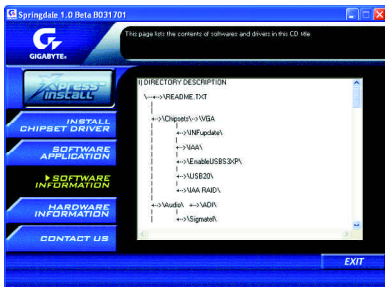 Springdale 1.0 Beta B031701
GIGABYTE
This page lists the contents of softwares and drivers in this CD title
Xpress
INSTALL
INSTALL
CHIPSET DRIVER
SOFTWARE
APPLICATION
SOFTWARE
INFORMATION
HARDWARE
INFORMATION
CONTACT US
I) DIRECTORY DESCRIPTION
\--+->\README.TXT
|
+->\Chipsets\+->VGA
| +->\INFupdate\
| +->\IAA\
| +->\EnableUSBS3XP\
| +->\USB20\
| +->\IAA RAID\
|
+->\Audio\ +->ADI\
| +->\Sigmatel\
EXIT